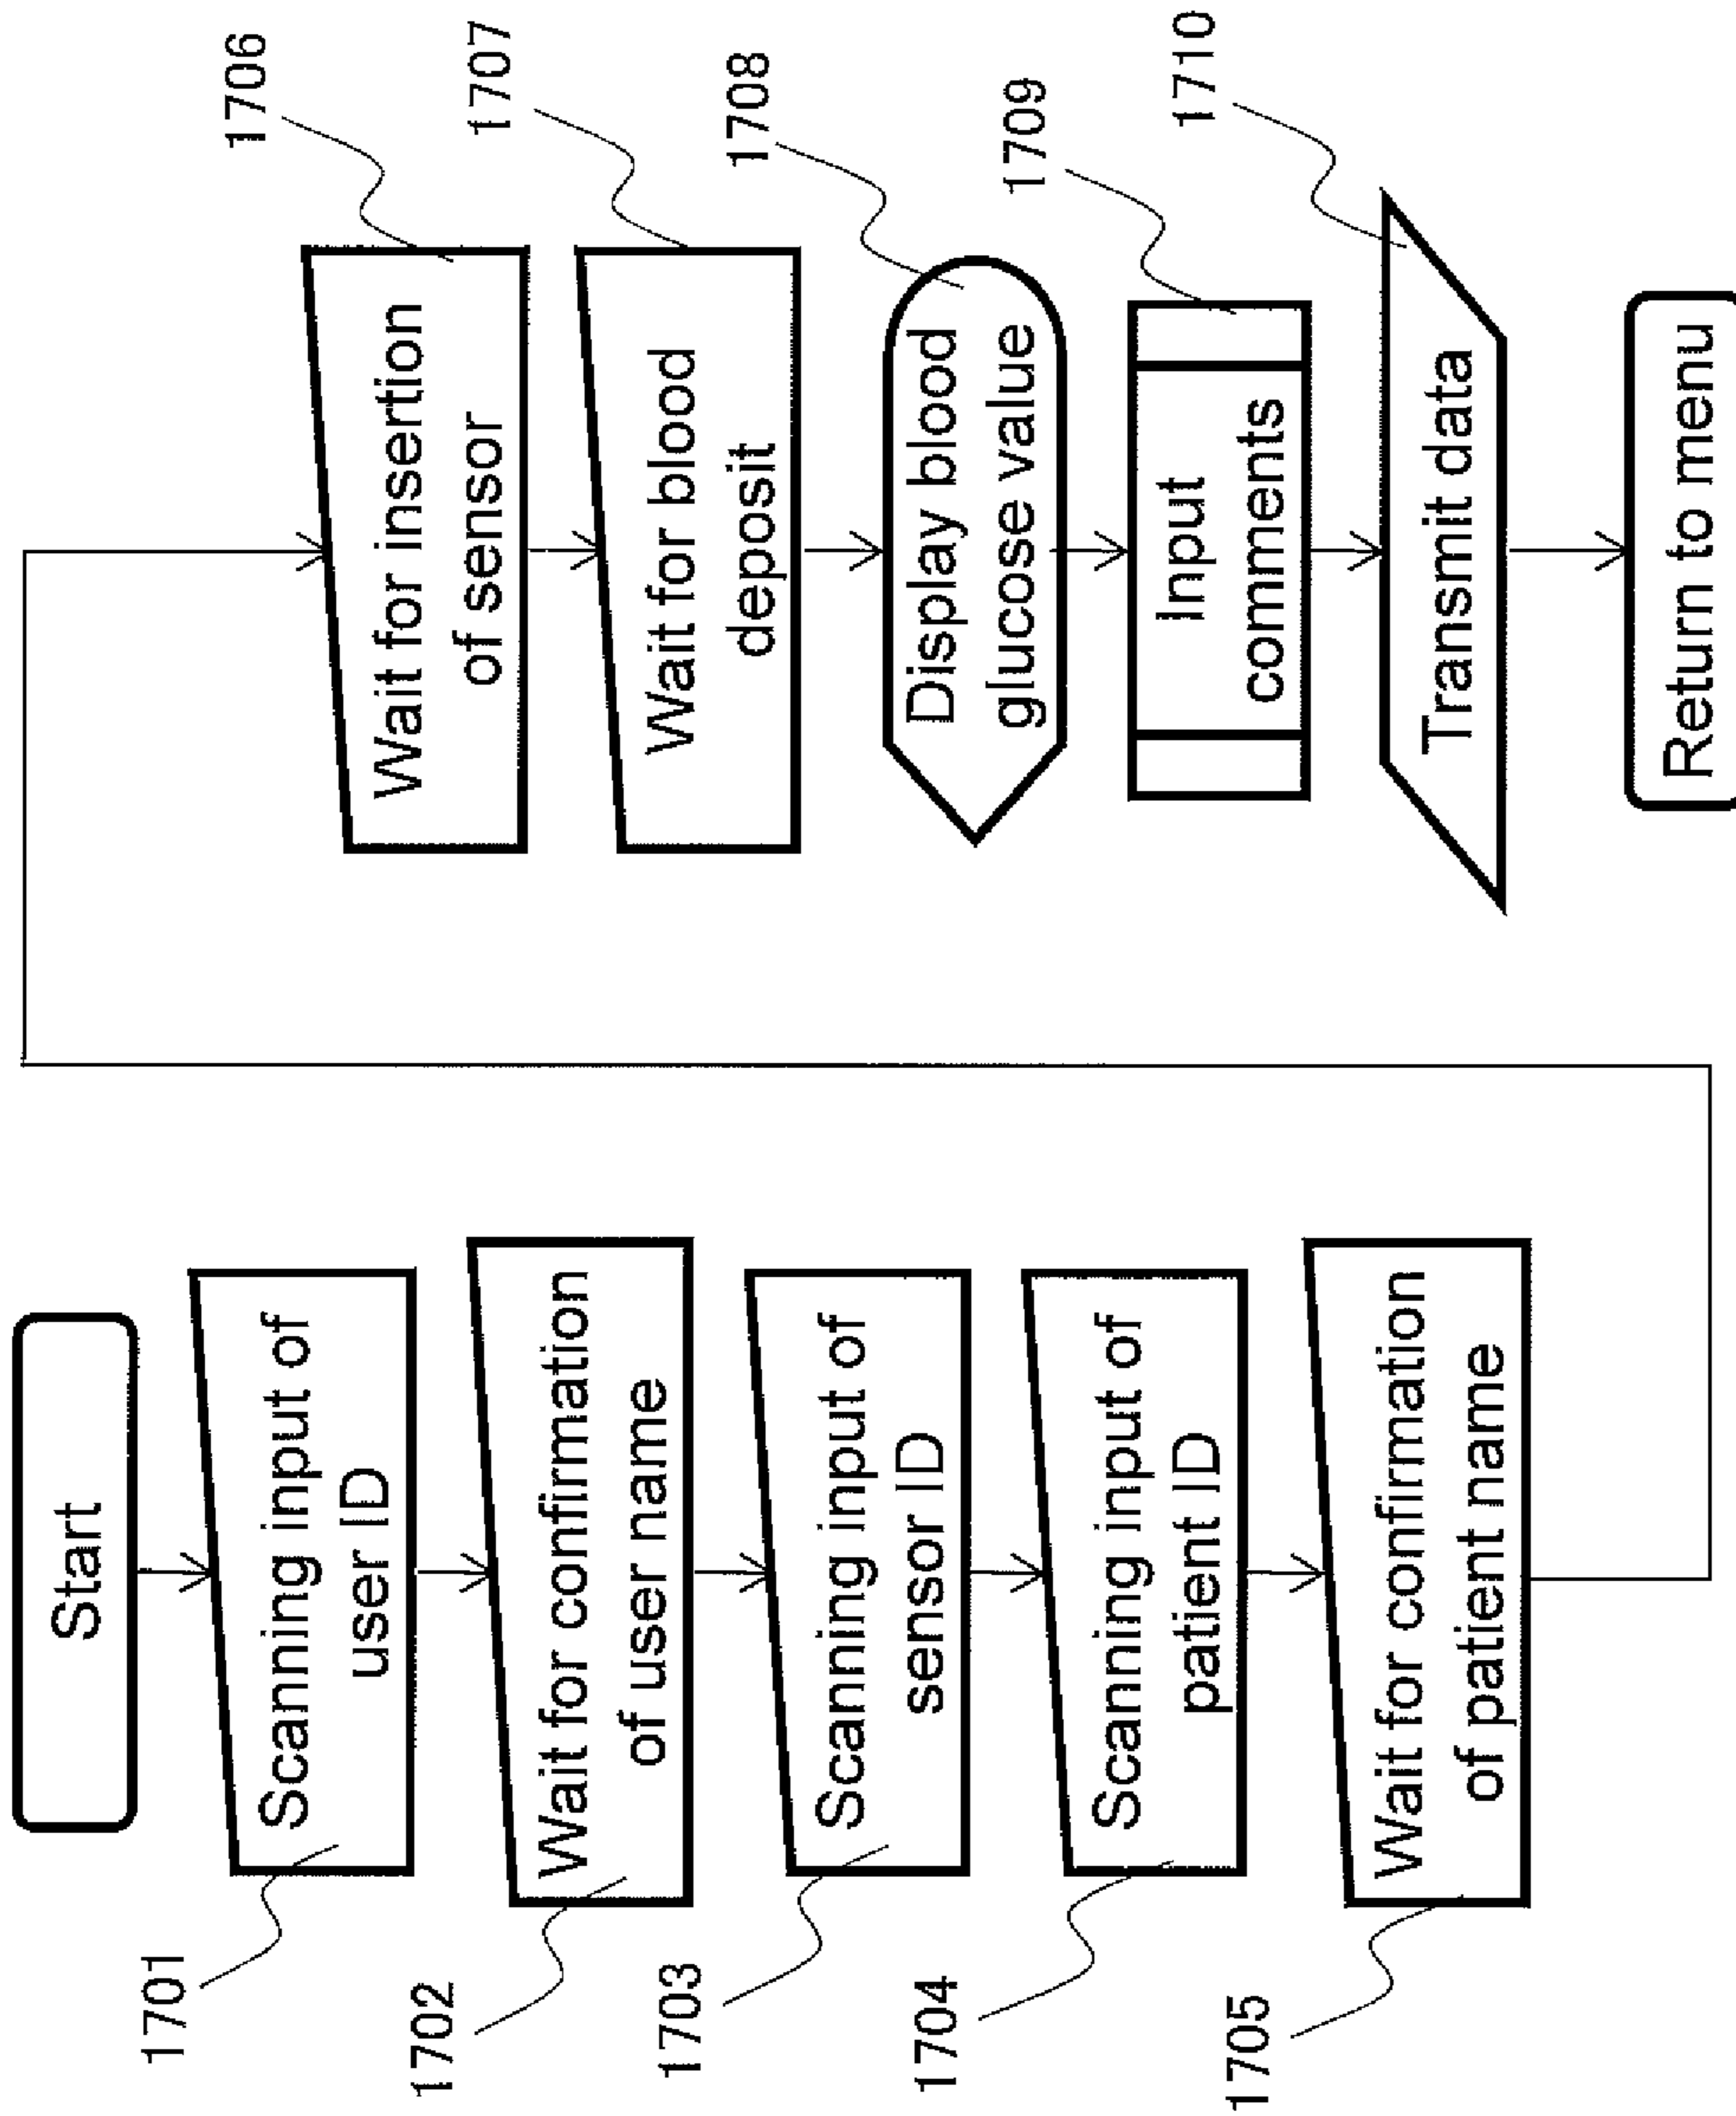 Start
1701
Scanning input of
user ID
1702
Wait for confirmation
of user name
1703
Scanning input of
sensor ID
1704
Scanning input of
patient ID
1705
Wait for confirmation
of patient name
1706
Wait for insertion
of sensor
1707
Wait for blood
deposit
1708
Display blood
glucose value
1709
Input
comments
1710
Transmit data
Return to menu